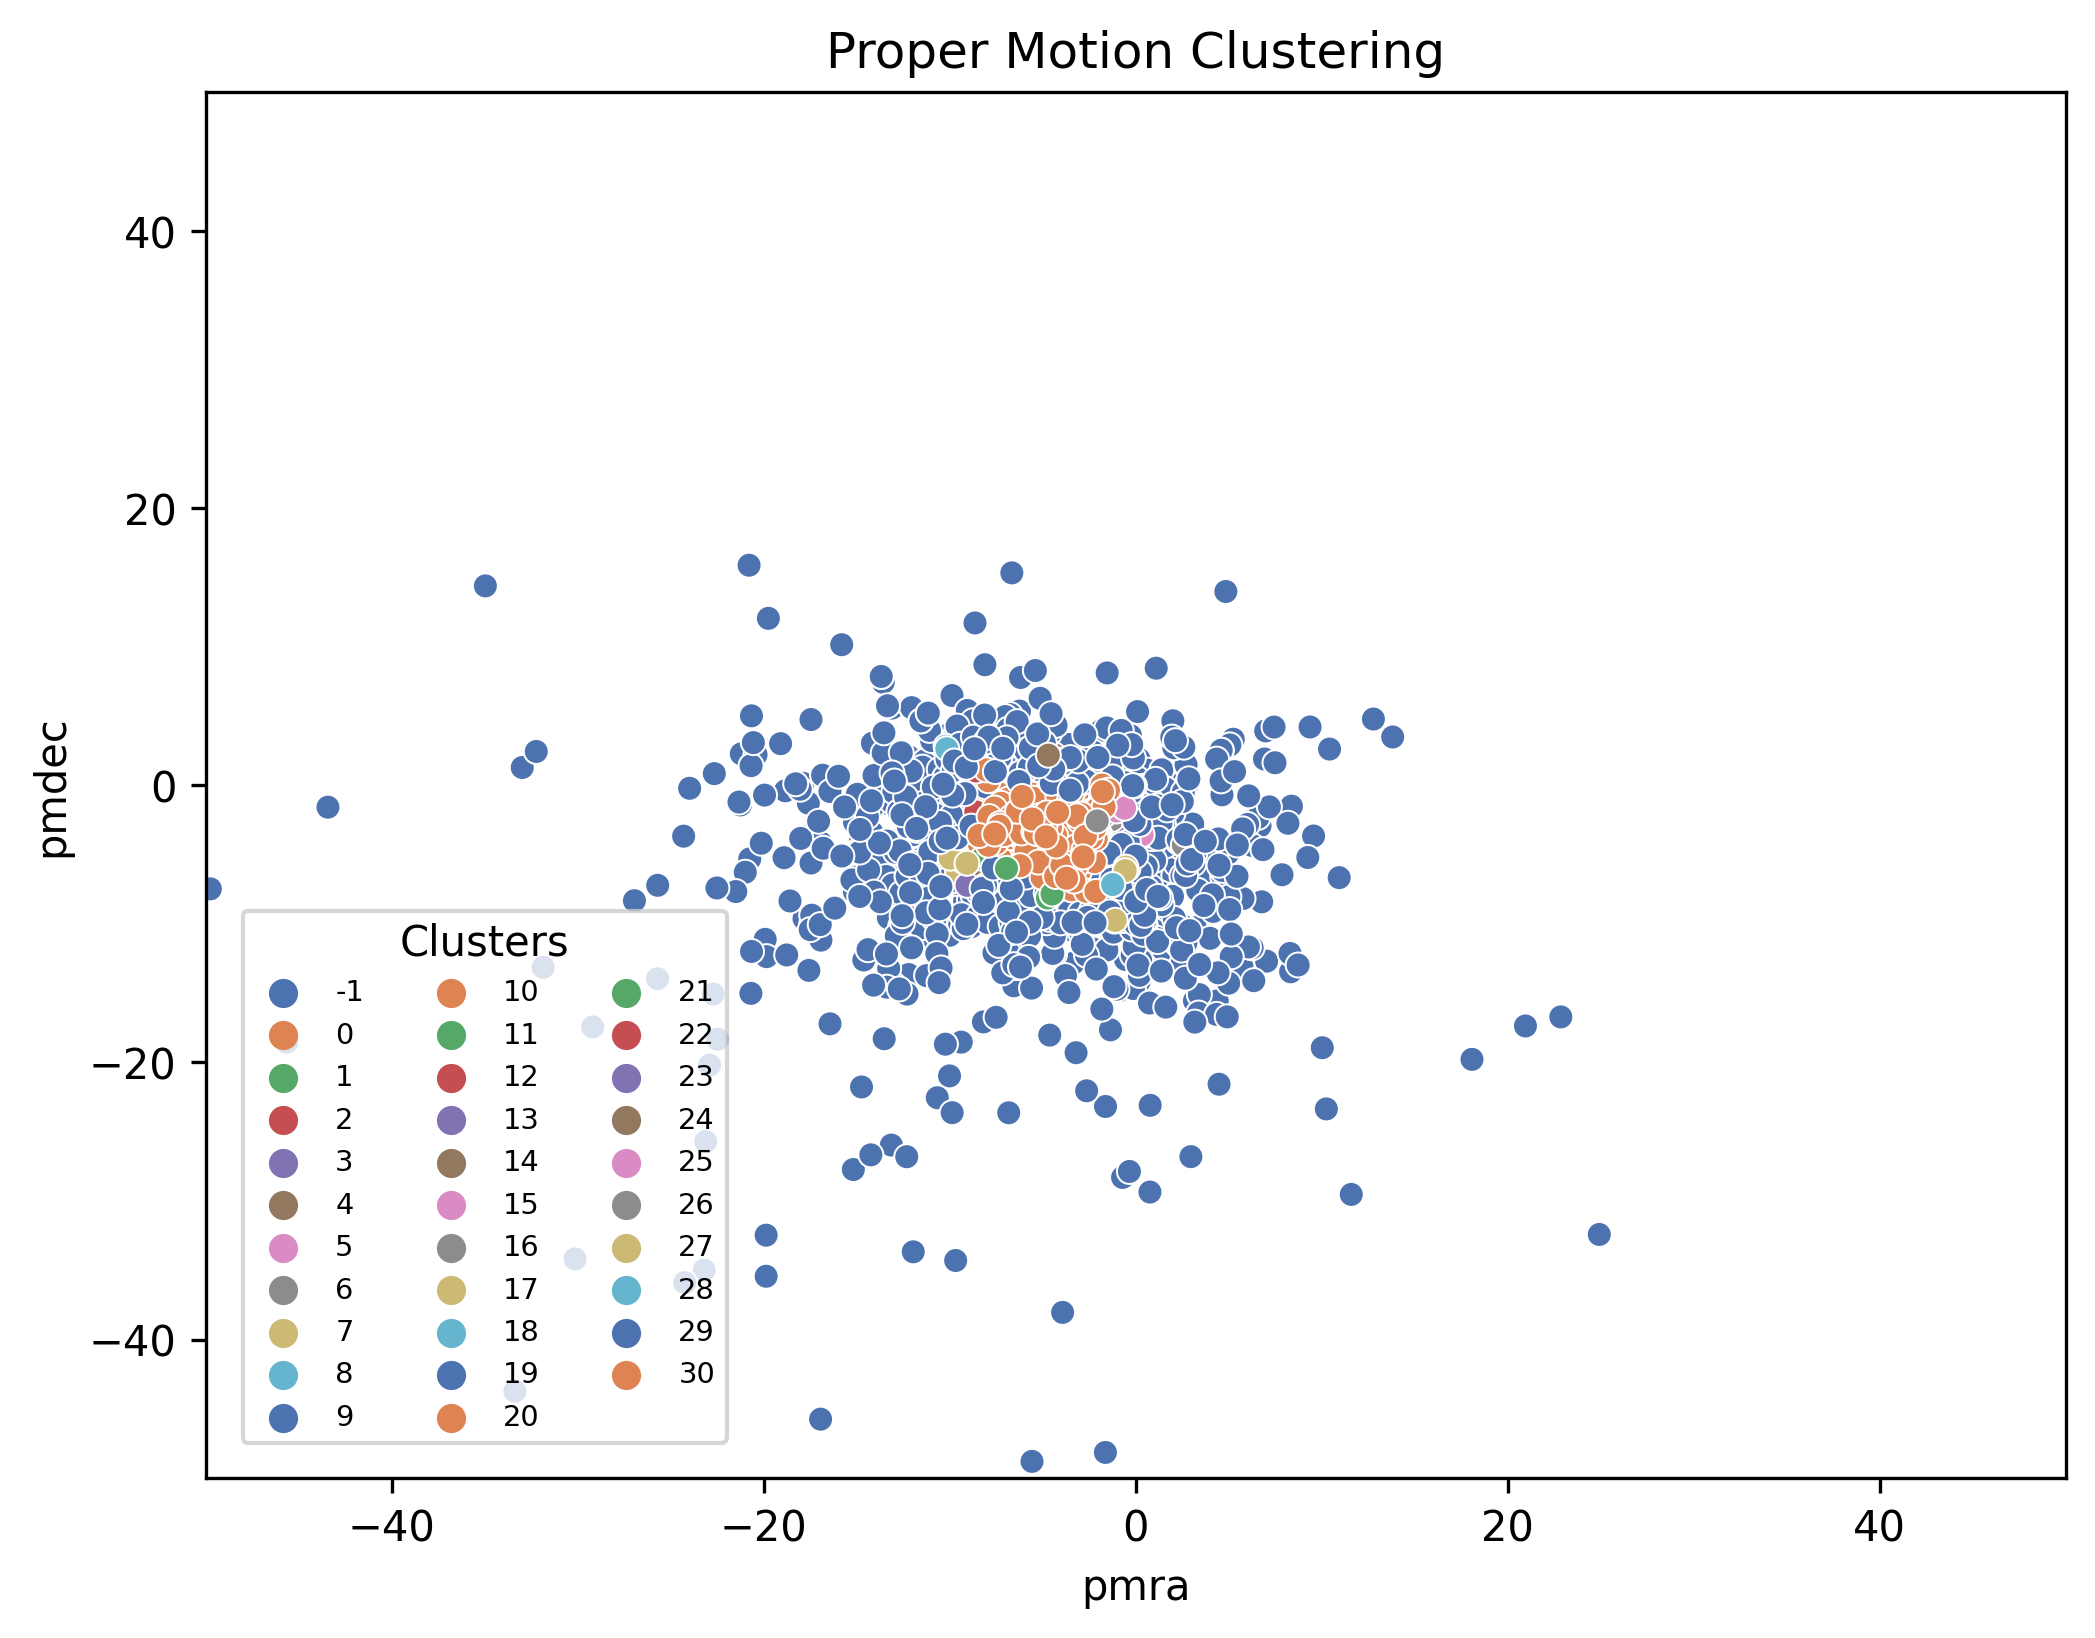 Proper Motion Clustering
40
20
0
−20
−40
pmdec
Clusters
-1 10 21
0 11 22
1 12 23
2 13 24
3 14 25
4 15 26
5 16 27
6 17 28
7 18 29
8 19 30
9 20
−40 −20 0 20 40
pmra